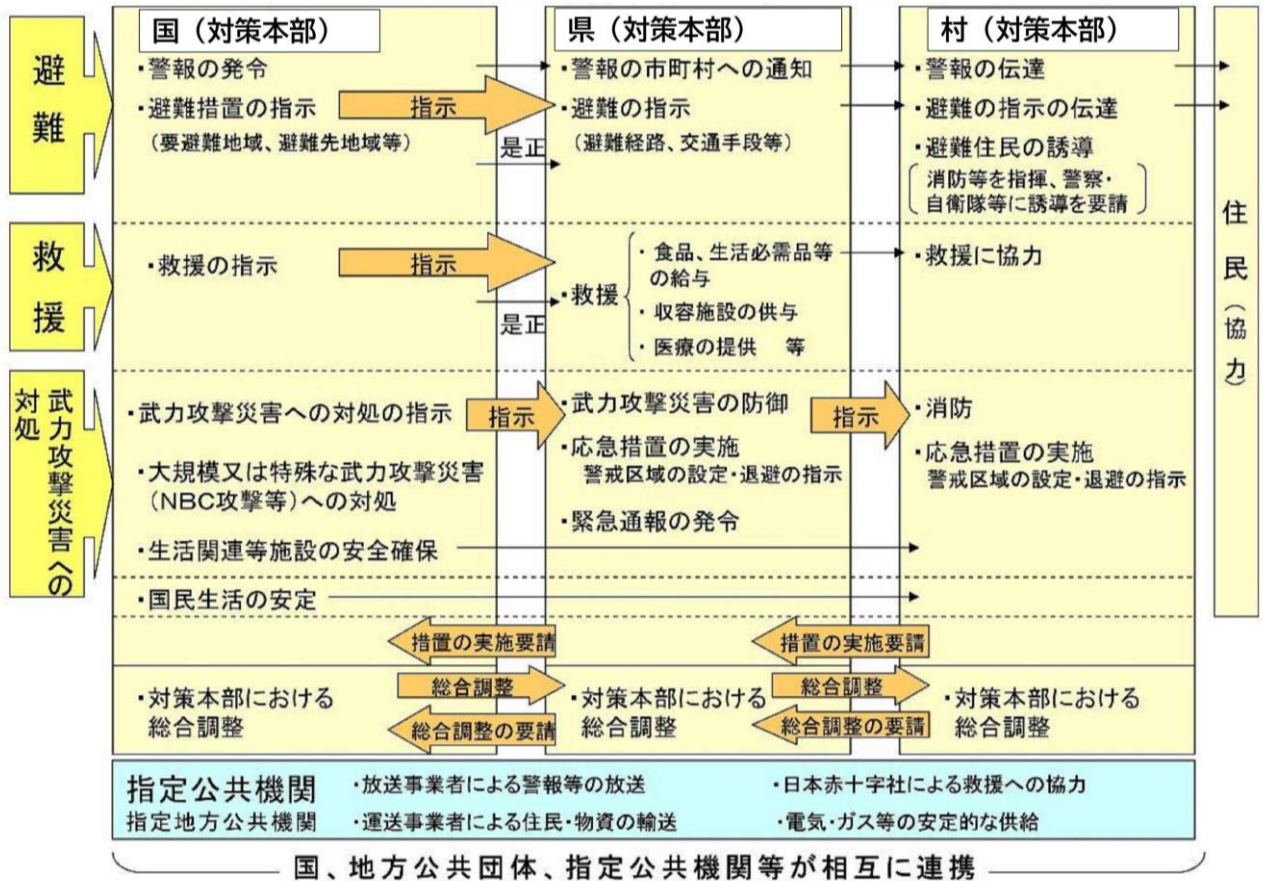 国（対策本部）
県（対策本部）
村（対策本部）
避難
・警報の発令
・警報の市町村への通知
・警報の伝達
・避難措置の指示
指示
・避難の指示
・避難の指示の伝達
（要避難地域、避難先地域等）
是正
（避難経路、交通手段等）
・避難住民の誘導
消防等を指揮、警察・
自衛隊等に誘導を要請
救援
・救援の指示
指示
是正
・救援
・食品、生活必需品等
の給与
・収容施設の供与
・医療の提供　等
・救援に協力
武力攻撃災害への
対処
・武力攻撃災害への対処の指示
指示
・武力攻撃災害の防御
指示
・消防
・応急措置の実施
警戒区域の設定・退避の指示
・応急措置の実施
警戒区域の設定・退避の指示
・大規模又は特殊な武力攻撃災害
（NBC攻撃等）への対処
・緊急通報の発令
・生活関連等施設の安全確保
・国民生活の安定
措置の実施要請
措置の実施要請
・対策本部における
総合調整
総合調整
総合調整の要請
・対策本部における
総合調整
総合調整
総合調整の要請
・対策本部における
総合調整
住民（協力）
指定公共機関
・放送事業者による警報等の放送
・日本赤十字社による救援への協力
指定地方公共機関
・運送事業者による住民・物資の輸送
・電気・ガス等の安定的な供給
国、地方公共団体、指定公共機関等が相互に連携